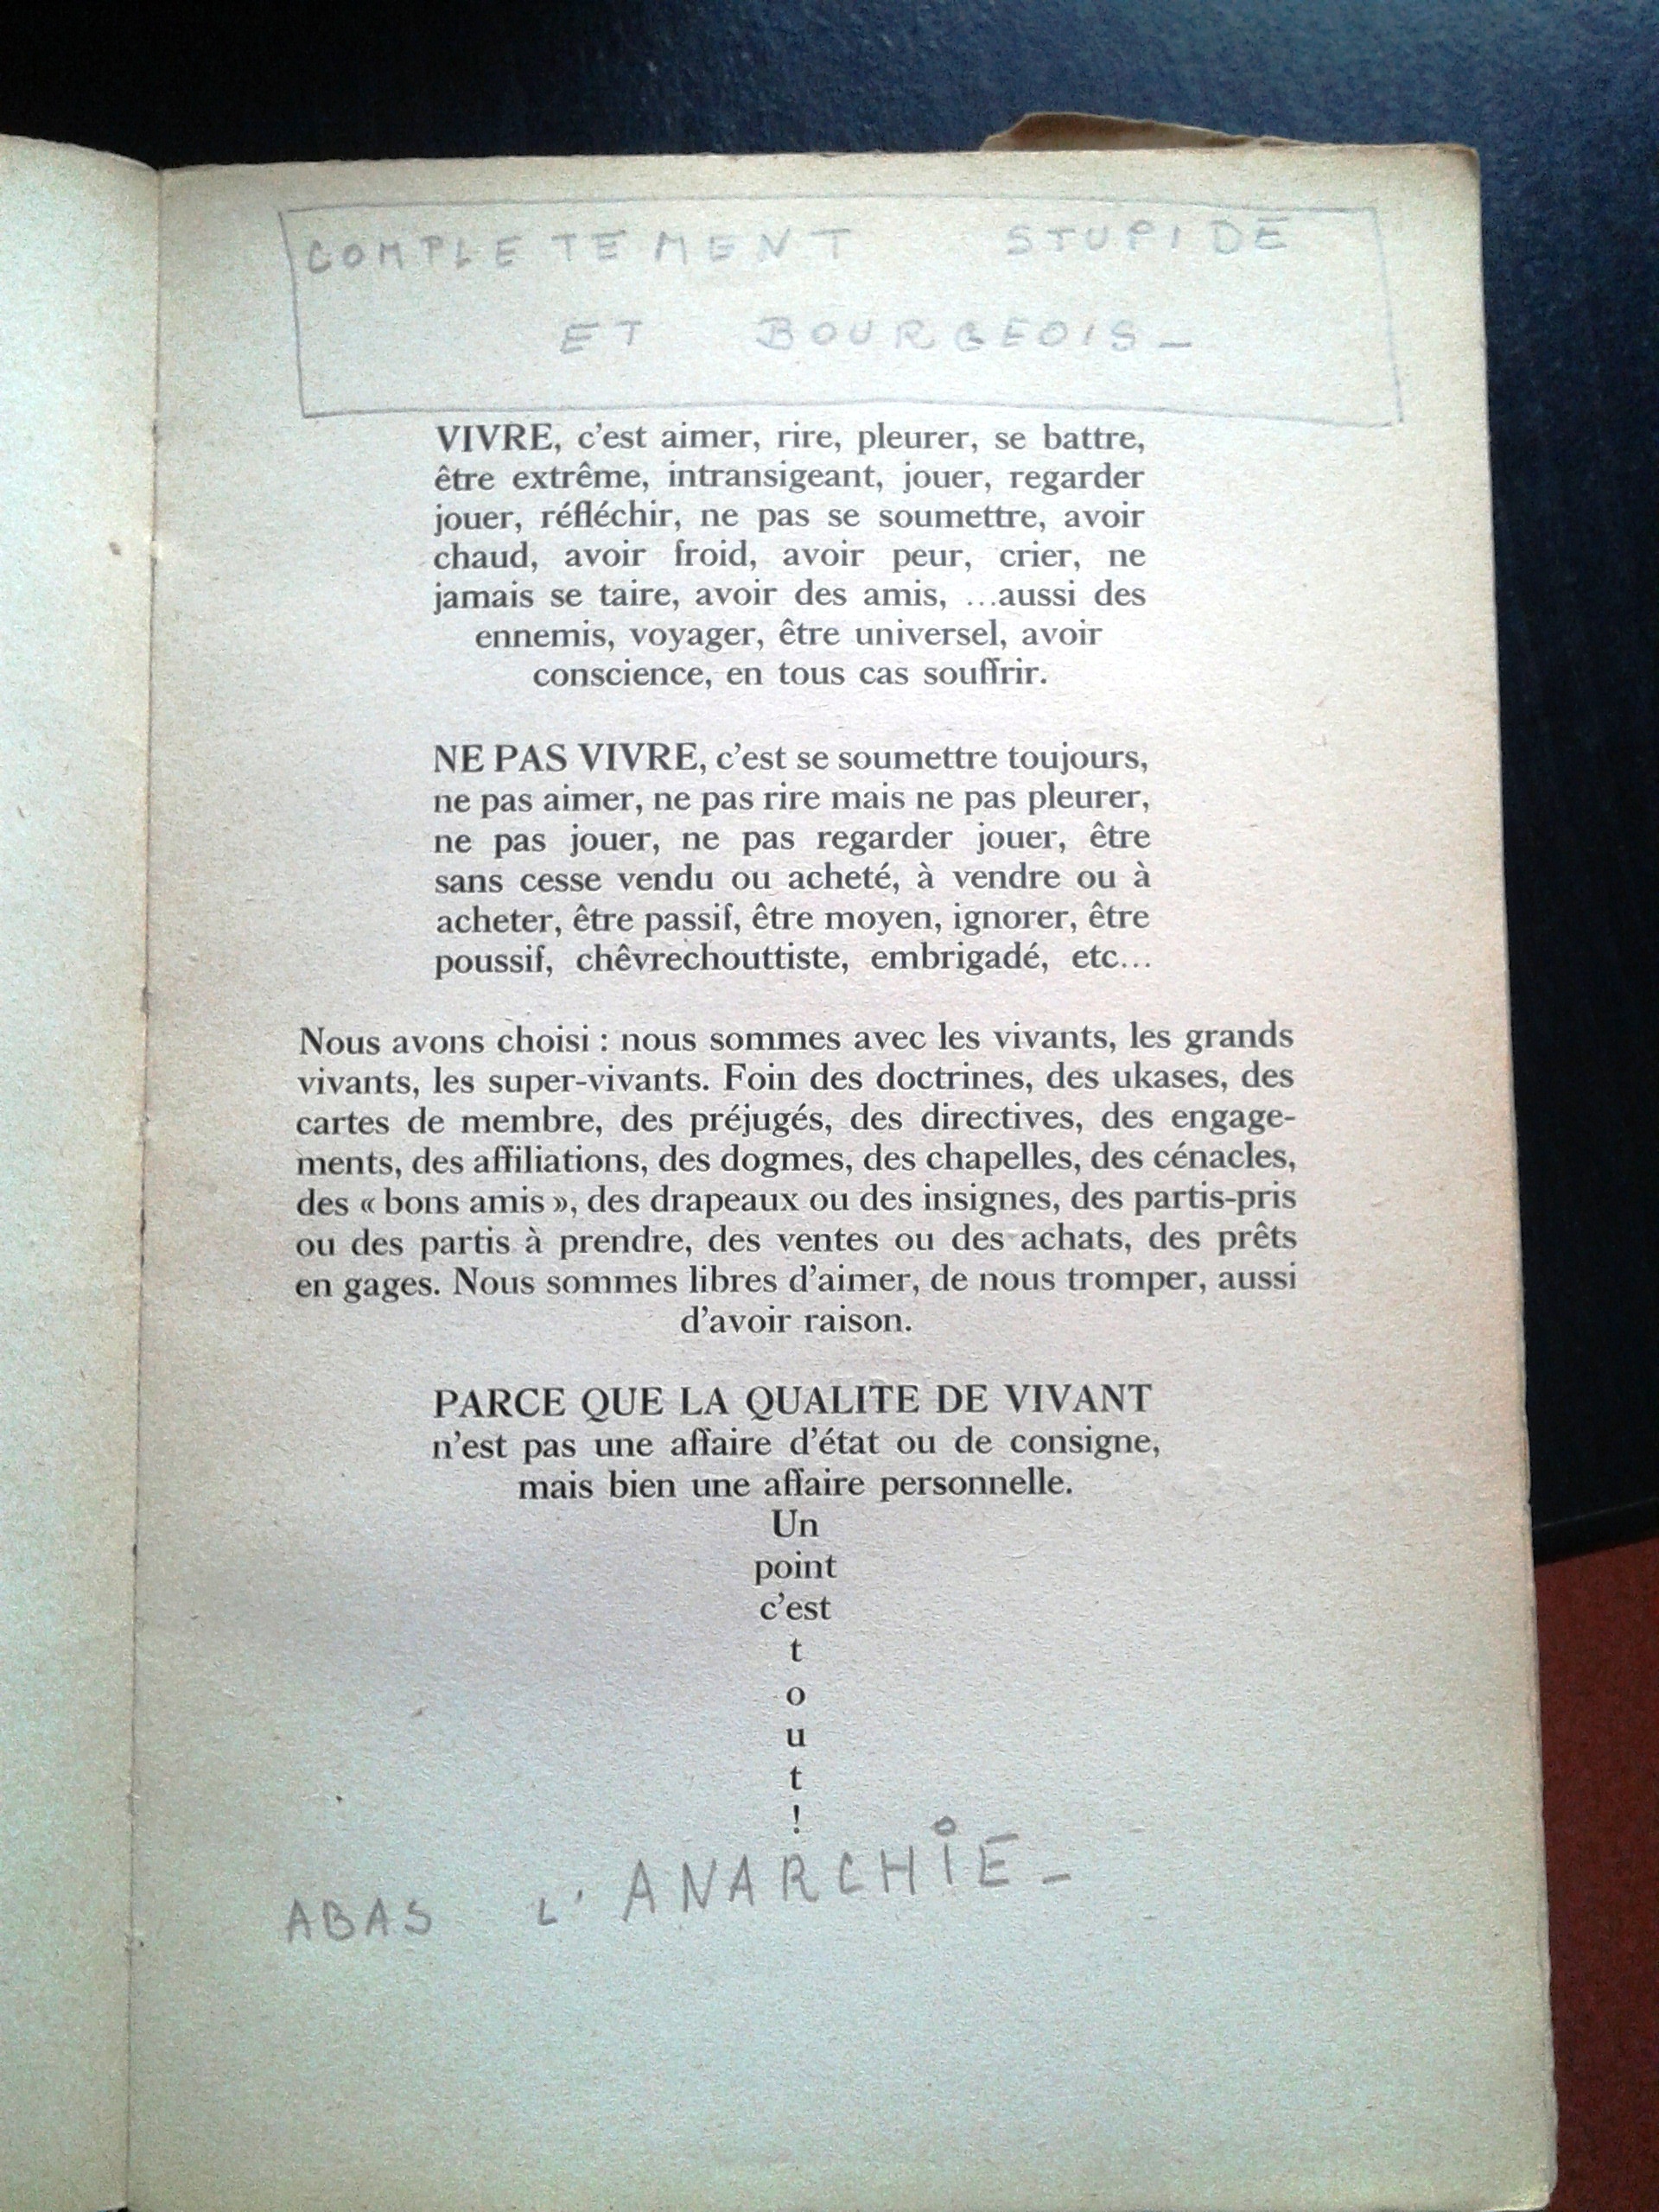 COMPLETEMENT STUPIDE
ET BOURGEOIS_
VIVRE, c'est aimer, rire, pleurer, se battre,
être extrême, intransigeant, jouer, regarder
jouer, réfléchir, ne pas se soumettre, avoir
chaud, avoir froid, avoir peur, crier, ne
jamais se taire, avoir des amis, ...aussi des
ennemis, voyager, être universel, avoir
conscience, en tous cas souffrir.
NE PAS VIVRE, c'est se soumettre toujours,
ne pas aimer, ne pas rire mais ne pas pleurer,
ne pas jouer, ne pas regarder jouer, être
sans cesse vendu ou acheté, à vendre ou à
acheter, être passif, être moyen, ignorer, être
poussif, chêvrechouttiste, embrigadé, etc...
Nous avons choisi : nous sommes avec les vivants, les grands
vivants, les super-vivants. Foin des doctrines, des ukases, des
cartes de membre, des préjugés, des directives, des engage-
ments, des affiliations, des dogmes, des chapelles, des cénacles,
des « bons amis », des drapeaux ou des insignes, des partis-pris
ou des partis à prendre, des ventes ou des achats, des prêts
en gages. Nous sommes libres d'aimer, de nous tromper, aussi
d'avoir raison.
PARCE QUE LA QUALITE DE VIVANT
n'est pas une affaire d'état ou de consigne,
mais bien une affaire personnelle.
Un
point
c'est
t
o
u
t
!
ABAS L'ANARCHIE_